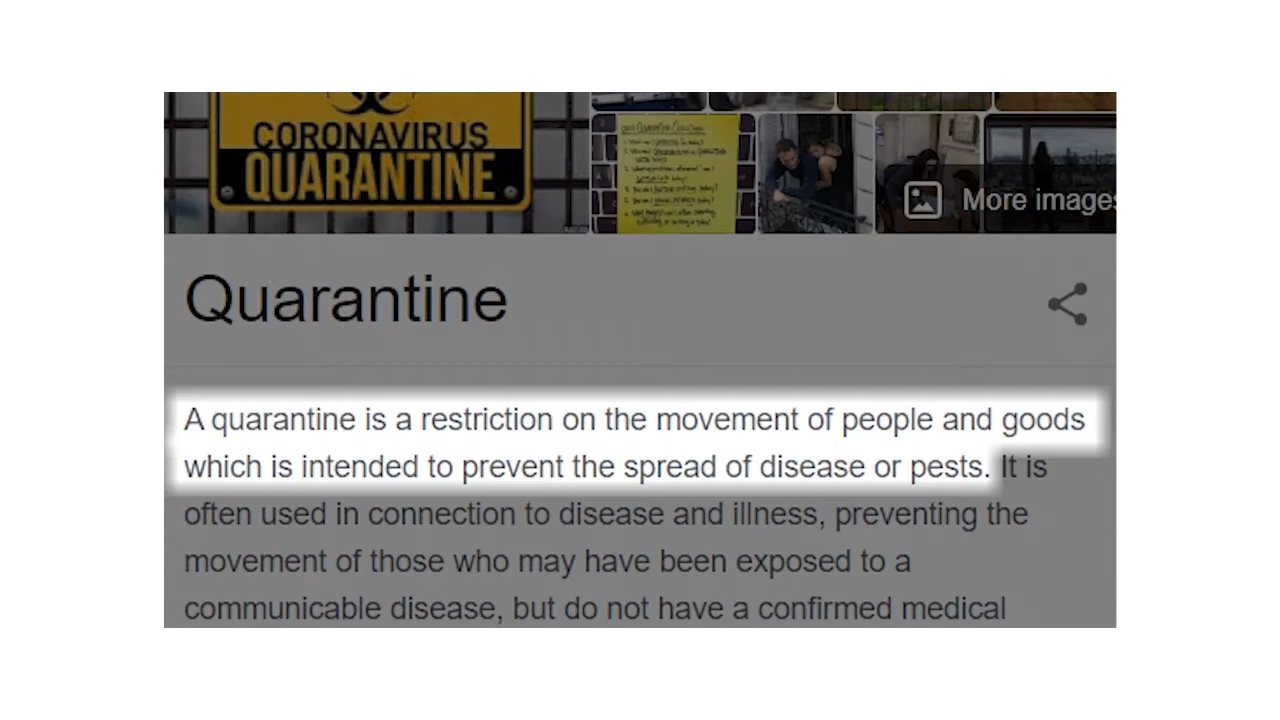 CORONAVIRUS
QUARANTINE
More images
Quarantine
A quarantine is a restriction on the movement of people and goods
which is intended to prevent the spread of disease or pests. It is
often used in connection to disease and illness, preventing the
movement of those who may have been exposed to a
communicable disease, but do not have a confirmed medical